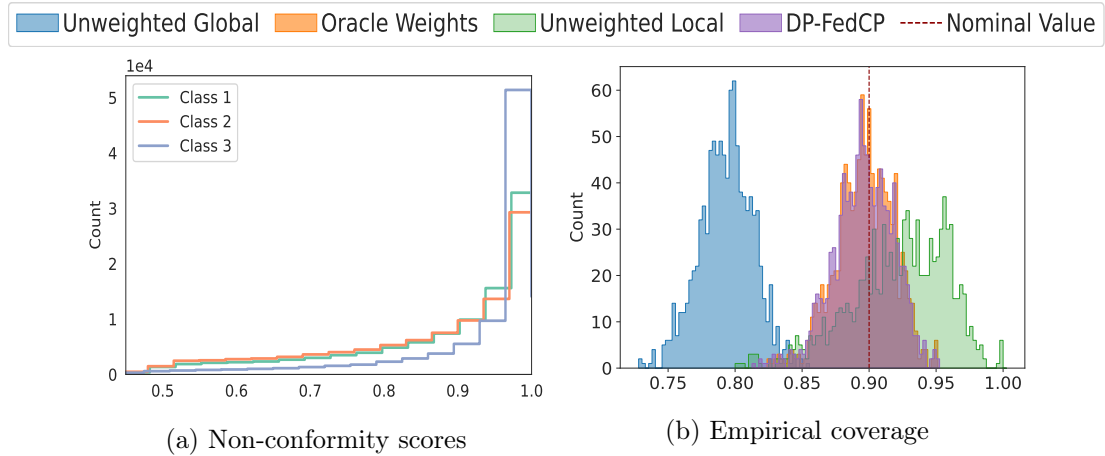 Unweighted Global Oracle Weights Unweighted Local DP-FedCP Nominal Value
1e4
Class 1
Class 2
Class 3
5
4
3
2
1
0
Count
0.5 0.6 0.7 0.8 0.9 1.0
(a) Non-conformity scores
60
50
40
30
20
10
0
Count
0.75 0.80 0.85 0.90 0.95 1.00
(b) Empirical coverage